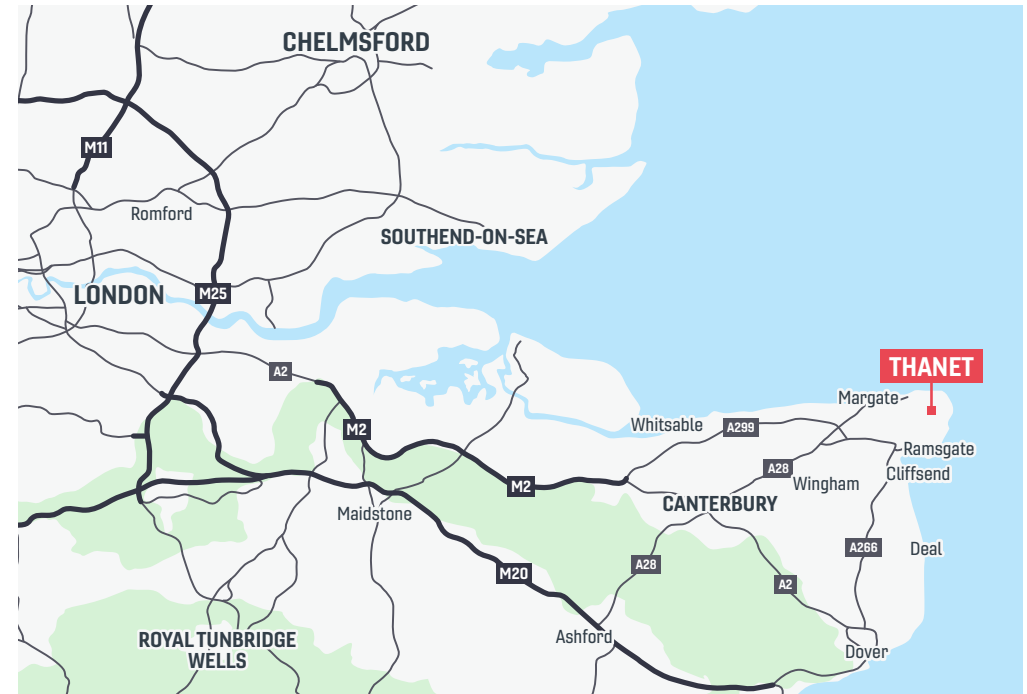 CHELMSFORD
M11
Romford
SOUTHEND-ON-SEA
LONDON
M25
THANET
A2
Margate
M2
Whitsable
A299
Ramsgate
A28
Cliffsend
Wingham
M2
CANTERBURY
Maidstone
A266
Deal
A28
M20
A2
Ashford
ROYAL TUNBRIDGE
WELLS
Dover